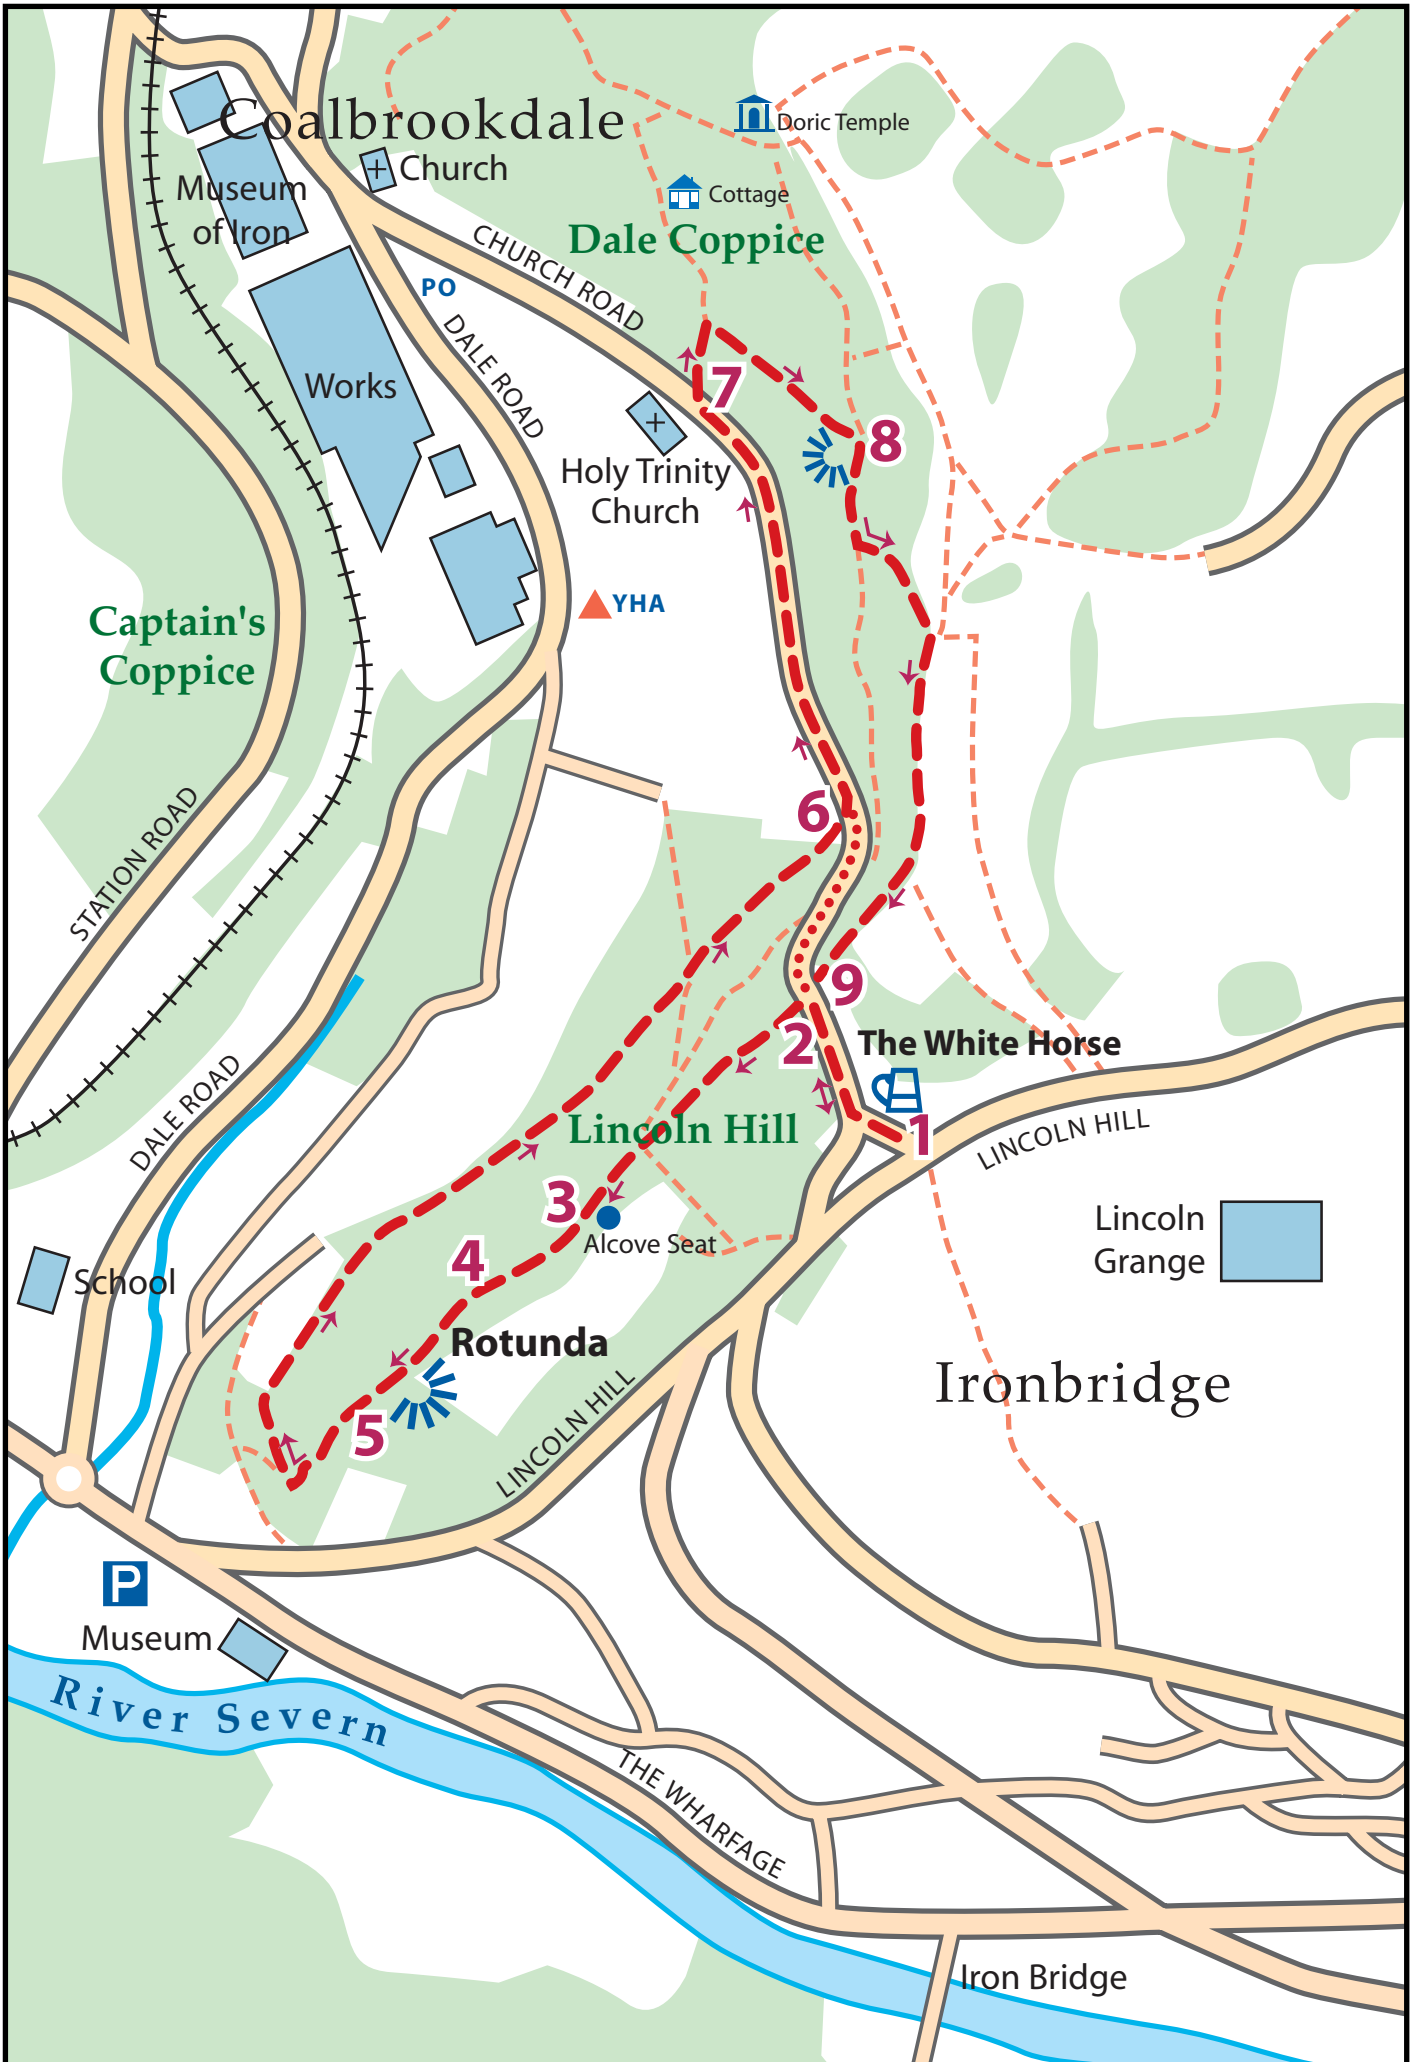 Coalbrookdale
Doric Temple
Church
Museum
of Iron
Cottage
Dale Coppice
CHURCH ROAD
PO
DALE ROAD
Works
7
8
Holy Trinity
Church
YHA
Captain's
Coppice
6
STATION ROAD
9
2
The White Horse
1
LINCOLN HILL
DALE ROAD
Lincoln Hill
3
Alcove Seat
Lincoln
Grange
4
School
Rotunda
Ironbridge
5
LINCOLN HILL
P
Museum
River Severn
THE WHARFAGE
Iron Bridge